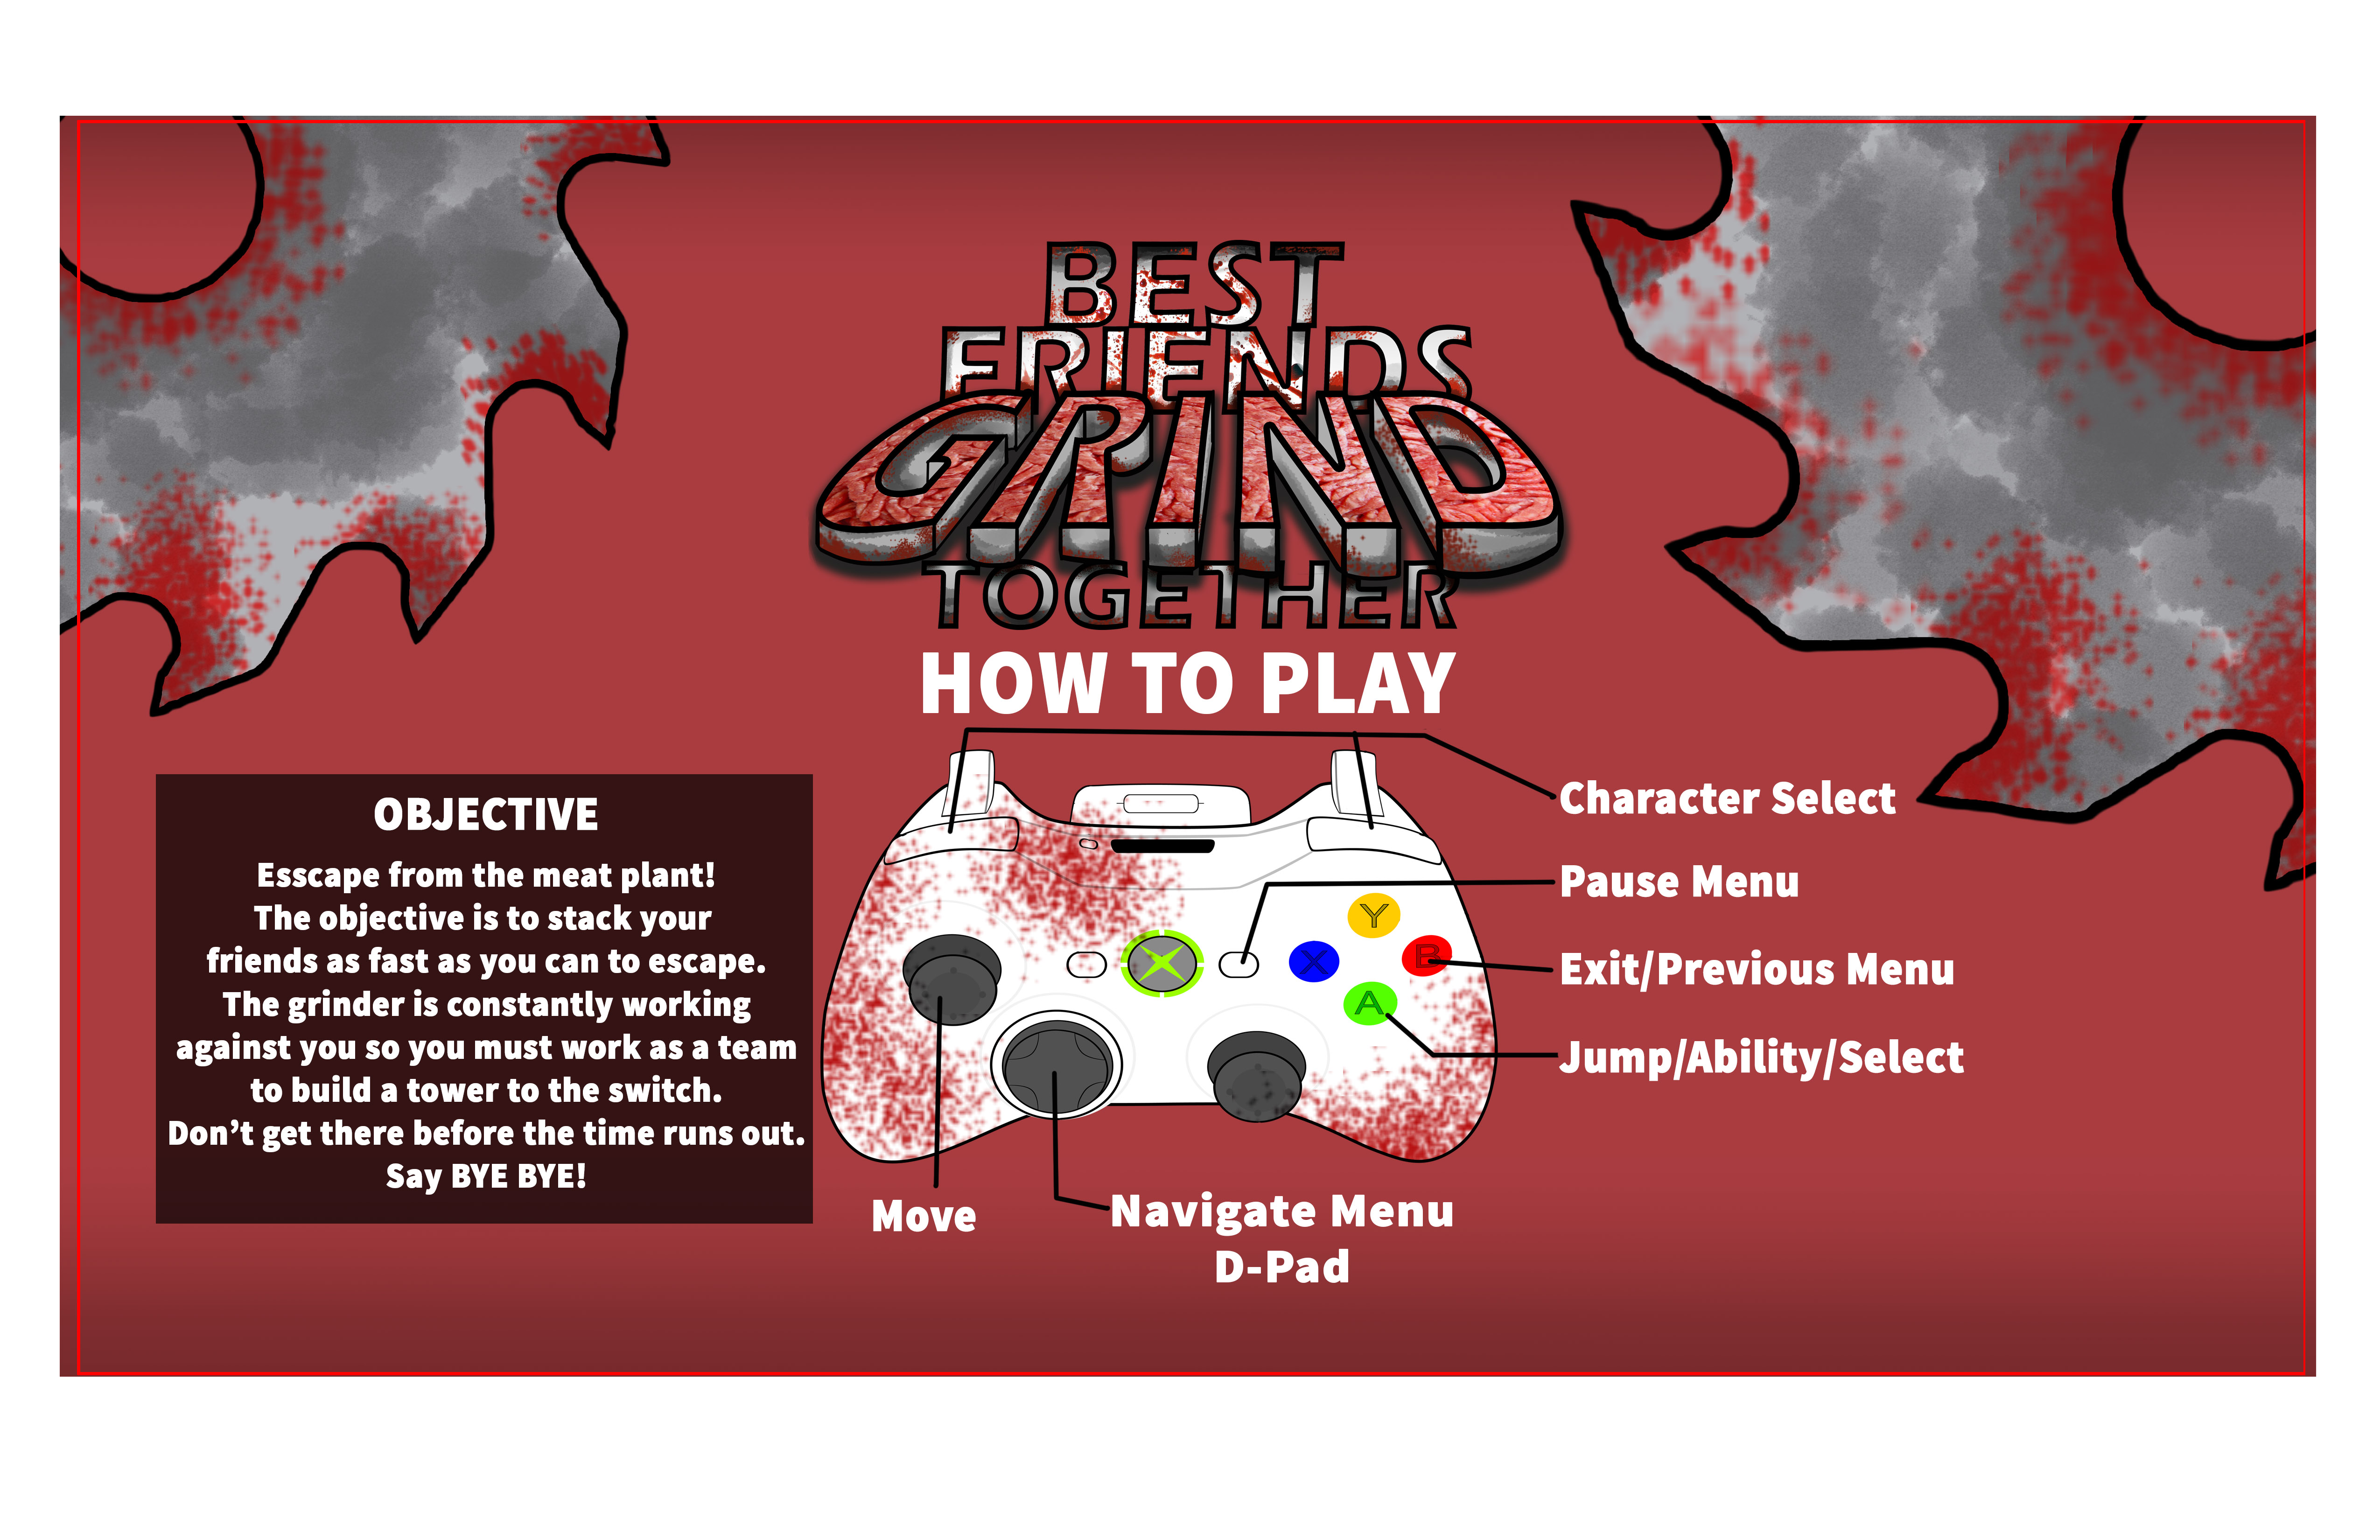 BEST
FRIENDS
GRIND
TOGETHER
HOW TO PLAY
OBJECTIVE
Esscape from the meat plant!
The objective is to stack your
friends as fast as you can to escape.
The grinder is constantly working
against you so you must work as a team
to build a tower to the switch.
Don’t get there before the time runs out.
Say BYE BYE!
Character Select
Pause Menu
Exit/Previous Menu
Jump/Ability/Select
Y
X
B
A
Move
Navigate Menu
D-Pad